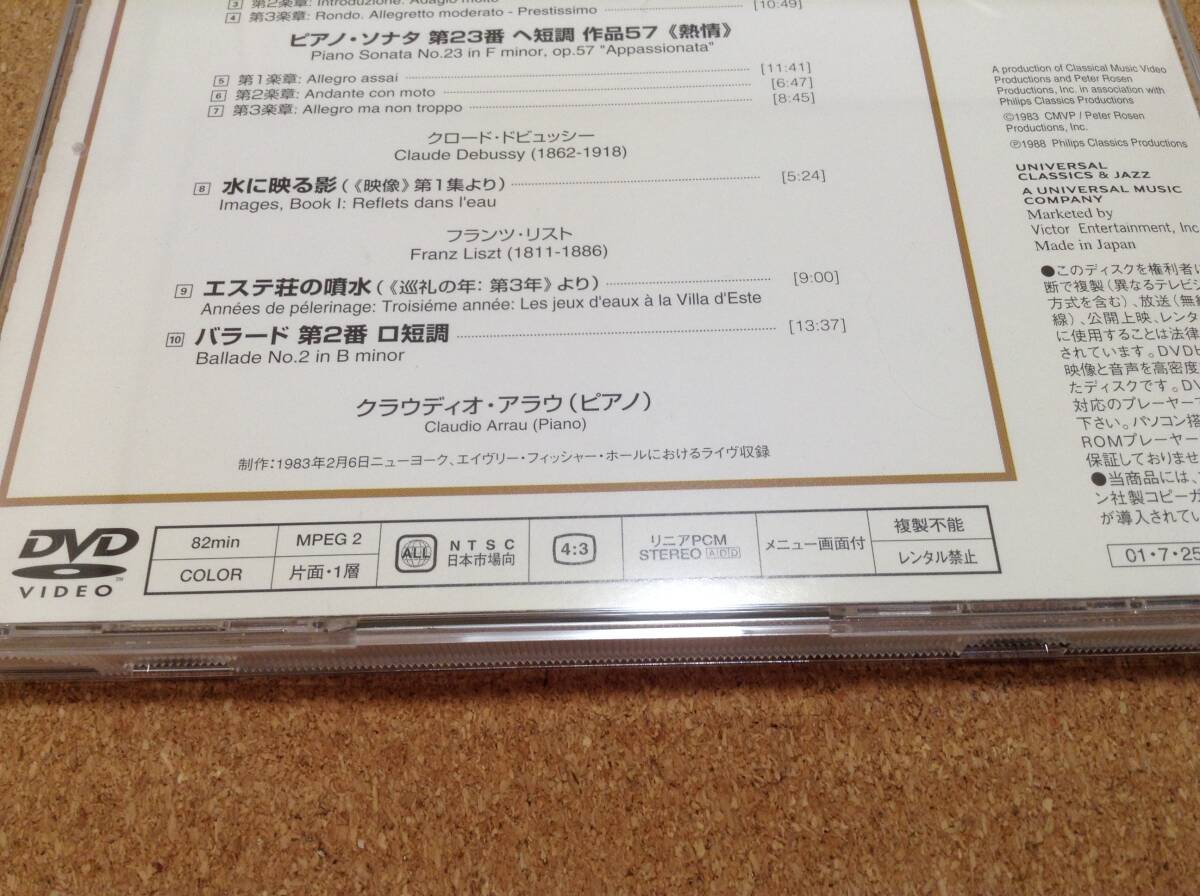 3 第2楽章: Introduzione. Adagio molto
4 第3楽章: Rondo. Allegretto moderato - Prestissimo [10:49]
ピアノ・ソナタ 第23番 ヘ短調 作品57《熱情》
Piano Sonata No.23 in F minor, op.57 "Appassionata"
5 第1楽章: Allegro assai [11:41]
6 第2楽章: Andante con moto [6:47]
7 第3楽章: Allegro ma non troppo [8:45]
クロード・ドビュッシー
Claude Debussy (1862-1918)
8 水に映る影(《映像》第1集より) [5:24]
Images, Book I: Reflets dans l'eau
フランツ・リスト
Franz Liszt (1811-1886)
9 エステ荘の噴水(《巡礼の年: 第3年》より) [9:00]
Années de pélerinage: Troisiéme année: Les jeux d'eaux à la Villa d'Este
10 バラード 第2番 ロ短調 [13:37]
Ballade No.2 in B minor
クラウディオ・アラウ(ピアノ)
Claudio Arrau (Piano)
制作:1983年2月6日ニューヨーク、エイヴリー・フィッシャー・ホールにおけるライヴ収録
A production of Classical Music Video
Productions and Peter Rosen
Productions, Inc. in association with
Philips Classics Productions
©1983 CMVP / Peter Rosen
Productions, Inc.
℗1988 Philips Classics Productions
UNIVERSAL
CLASSICS & JAZZ
A UNIVERSAL MUSIC
COMPANY
Marketed by
Victor Entertainment, Inc
Made in Japan
●このディスクを権利者に
断で複製(異なるテレビジ
方式を含む)、放送(無線
線)、公開上映、レンタ
に使用することは法律
されています。DVDビ
映像と音声を高密度
たディスクです。DV
対応のプレーヤーで
下さい。パソコン搭
ROMプレーヤー
保証しておりませ
●当商品には、
ン社製コピーガ
が導入されてい
DVD
VIDEO
82min
COLOR
MPEG 2
片面・1層
ALL
NTSC
日本市場向
4:3
リニアPCM
STEREO ADD
メニュー画面付
複製不能
レンタル禁止
01・7・25